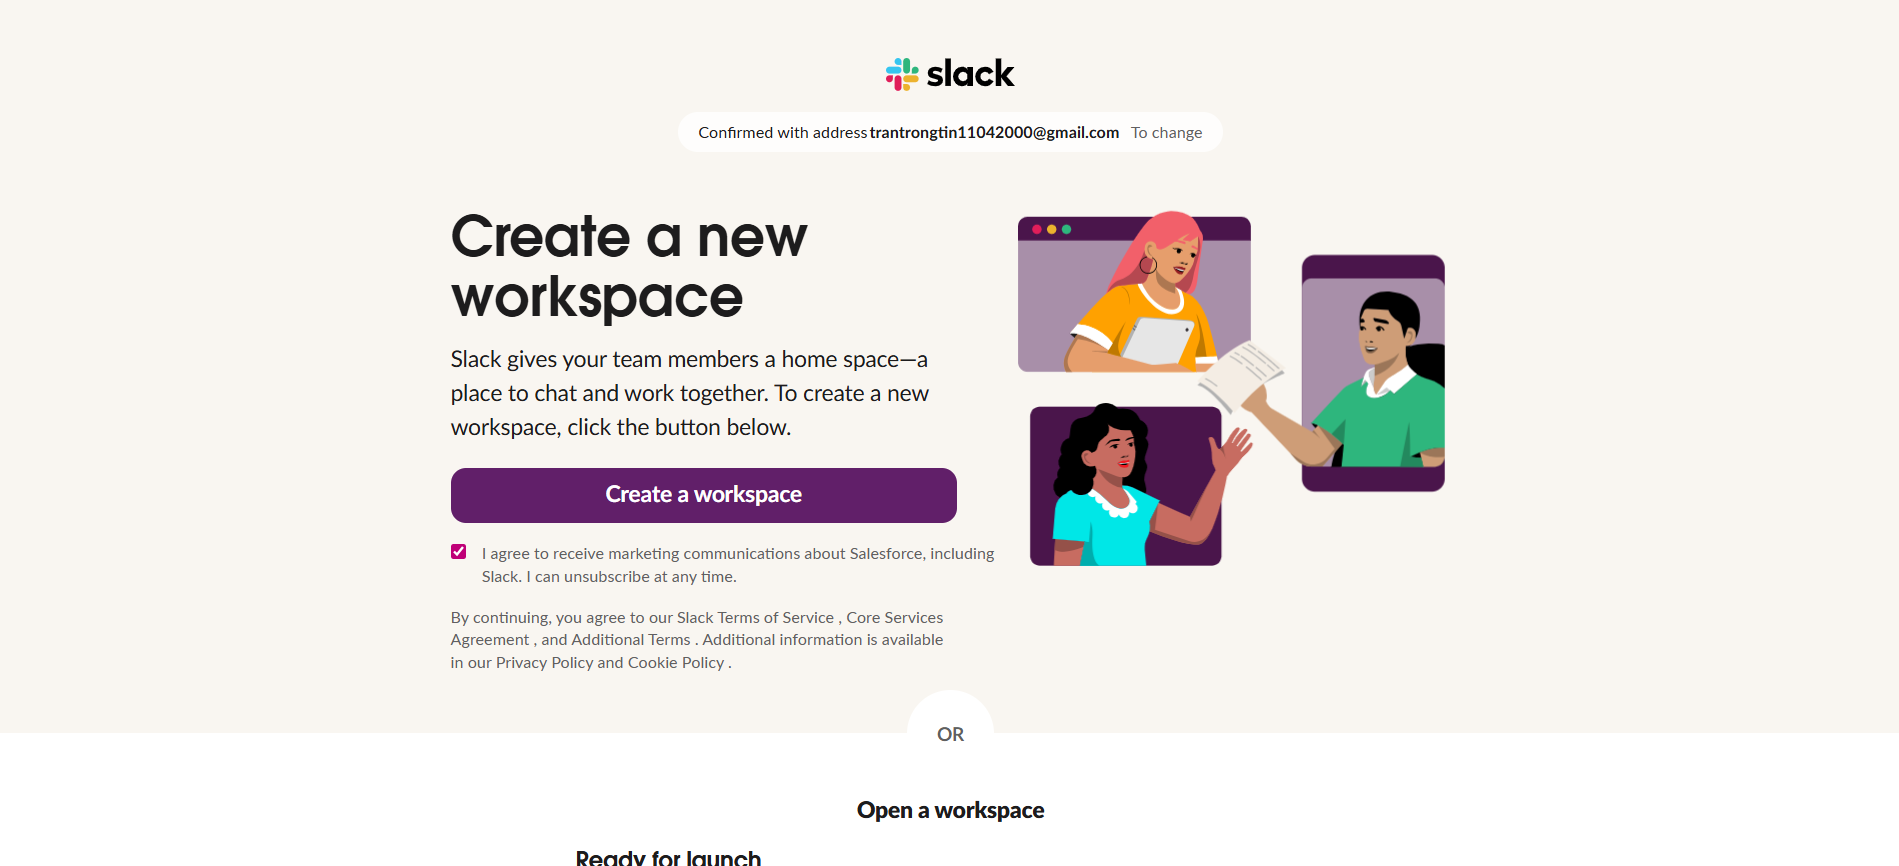 slack
Confirmed with address trantrongtin11042000@gmail.com To change
Create a new
workspace
Slack gives your team members a home space—a
place to chat and work together. To create a new
workspace, click the button below.
Create a workspace
I agree to receive marketing communications about Salesforce, including
Slack. I can unsubscribe at any time.
By continuing, you agree to our Slack Terms of Service , Core Services
Agreement , and Additional Terms . Additional information is available
in our Privacy Policy and Cookie Policy .
OR
Open a workspace
Ready for launch